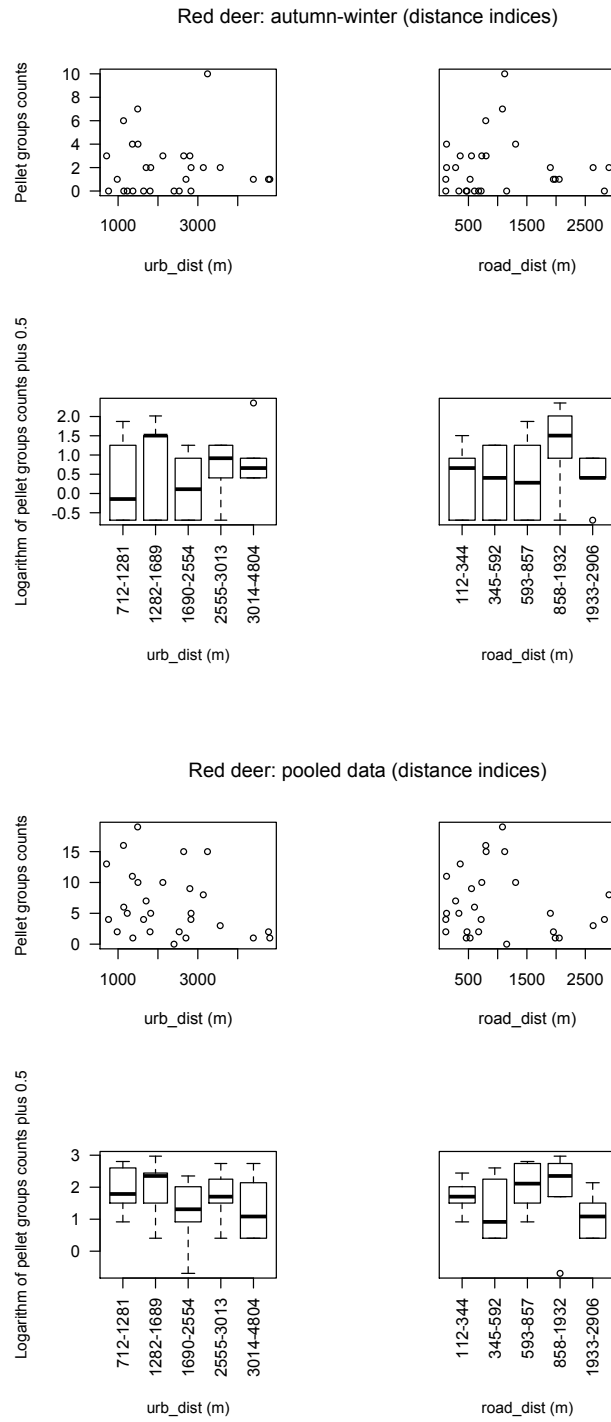 Red deer: autumn-winter (distance indices)
Pellet groups counts
10
8
6
4
2
0
1000 3000
urb_dist (m)
500 1500 2500
road_dist (m)
Logarithm of pellet groups counts plus 0.5
2.0
1.5
1.0
0.5
0.0
-0.5
712-1281
1282-1689
1690-2554
2555-3013
3014-4804
urb_dist (m)
112-344
345-592
593-857
858-1932
1933-2906
road_dist (m)
Red deer: pooled data (distance indices)
Pellet groups counts
15
10
5
0
1000 3000
urb_dist (m)
500 1500 2500
road_dist (m)
Logarithm of pellet groups counts plus 0.5
3
2
1
0
712-1281
1282-1689
1690-2554
2555-3013
3014-4804
urb_dist (m)
112-344
345-592
593-857
858-1932
1933-2906
road_dist (m)